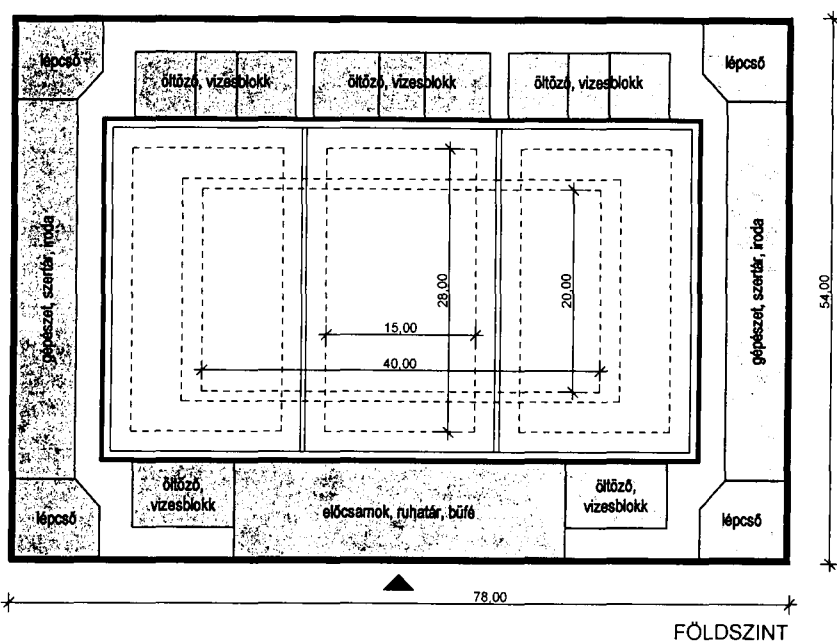 lépcső
öltöző, vizesblokk
öltöző, vizesblokk
öltöző, vizesblokk
lépcső
gépészet, szertár, iroda
28,00
20,00
15,00
40,00
gépészet, szertár, iroda
54,00
lépcső
öltöző,
vizesblokk
előcsarnok, ruhatár, büfé
öltöző,
vizesblokk
lépcső
78,00
FÖLDSZINT